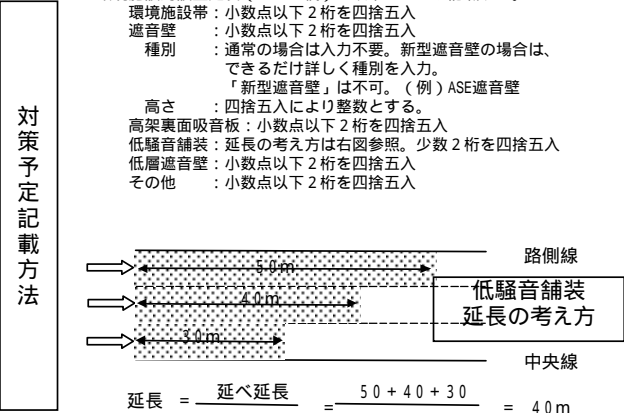 環境施設帯:小数点以下2桁を四捨五入
遮音壁 :小数点以下2桁を四捨五入
種別 :通常の場合は入力不要。新型遮音壁の場合は、
できるだけ詳しく種別を入力。
「新型遮音壁」は不可。(例)ASE遮音壁
高さ :四捨五入により整数とする。
高架裏面吸音板:小数点以下2桁を四捨五入
低騒音舗装:延長の考え方は右図参照。少数2桁を四捨五入
低層遮音壁:小数点以下2桁を四捨五入
その他 :小数点以下2桁を四捨五入
対策予定記載方法
路側線
50m
低騒音舗装
40m
延長の考え方
30m
中央線
延長 = 延べ延長 = 50+40+30 = 40m